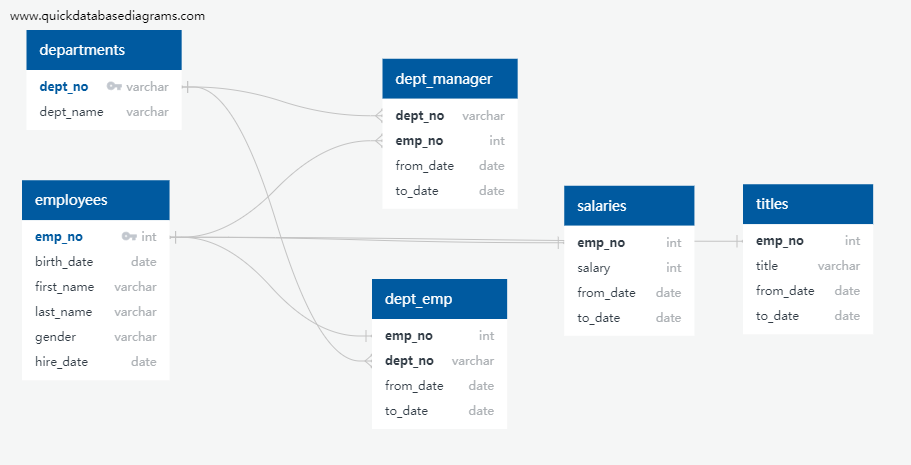 www.quickdatabasediagrams.com
departments
dept_no varchar
dept_name varchar
employees
emp_no int
birth_date date
first_name varchar
last_name varchar
gender varchar
hire_date date
dept_manager
dept_no varchar
emp_no int
from_date date
to_date date
dept_emp
emp_no int
dept_no varchar
from_date date
to_date date
salaries
emp_no int
salary int
from_date date
to_date date
titles
emp_no int
title varchar
from_date date
to_date date